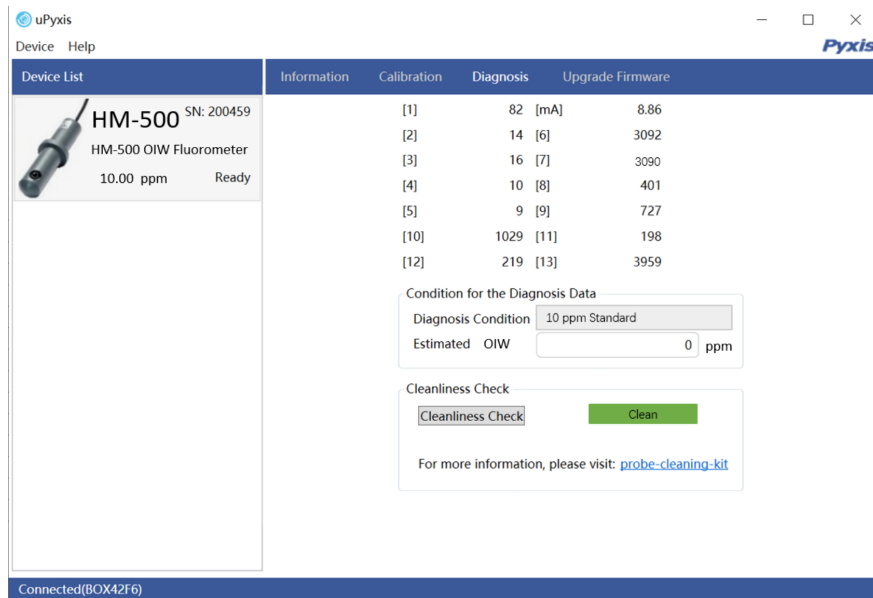 uPyxis
Device Help
Pyxis
Device List
Information Calibration Diagnosis Upgrade Firmware
HM-500 SN: 200459
HM-500 OIW Fluorometer
10.00 ppm Ready
[1] 82 [mA] 8.86
[2] 14 [6] 3092
[3] 16 [7] 3090
[4] 10 [8] 401
[5] 9 [9] 727
[10] 1029 [11] 198
[12] 219 [13] 3959
Condition for the Diagnosis Data
Diagnosis Condition 10 ppm Standard
Estimated OIW 0 ppm
Cleanliness Check
Cleanliness Check Clean
For more information, please visit: probe-cleaning-kit
Connected(BOX42F6)